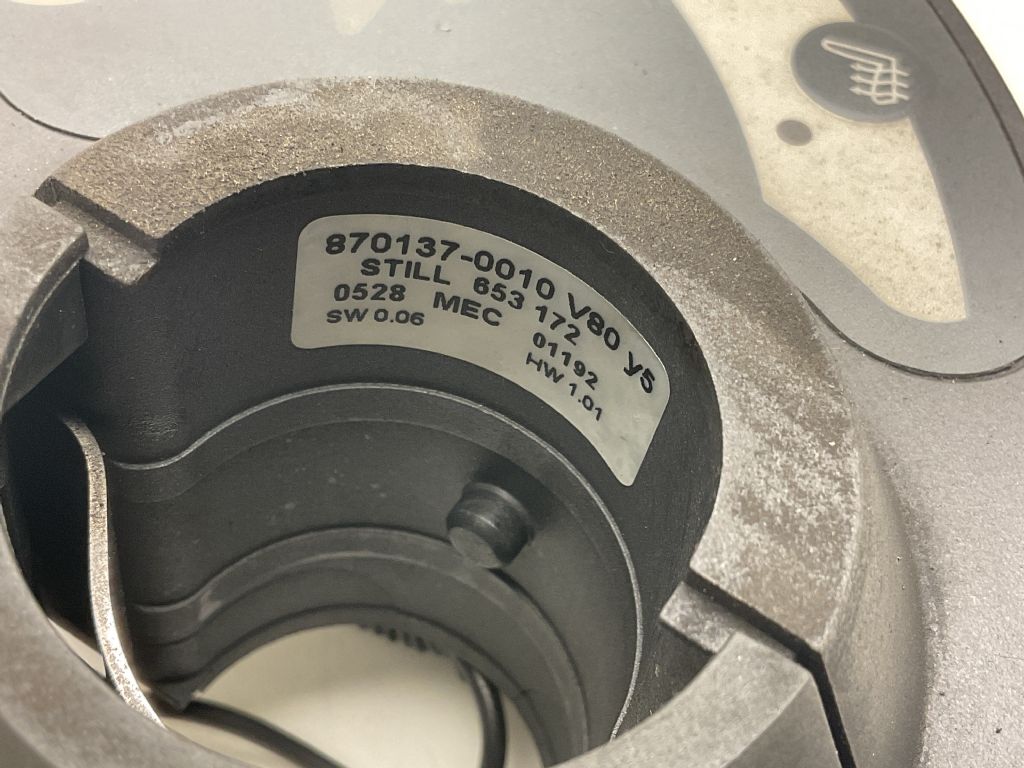 870137-0010 V80 y5
STILL 653 172
0528 MEC 01192
SW 0.06 HW 1.01